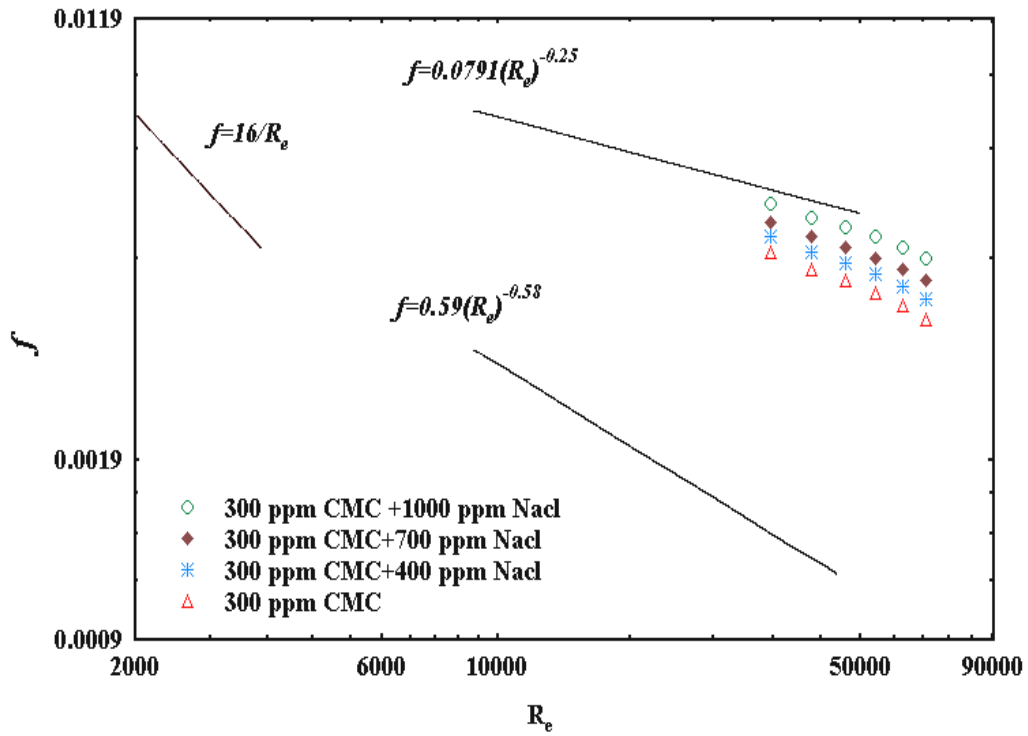 0.0119
f=0.0791(Re)-0.25
f=16/Re
f=0.59(Re)-0.58
f
0.0019
300 ppm CMC +1000 ppm Nacl
300 ppm CMC+700 ppm Nacl
300 ppm CMC+400 ppm Nacl
300 ppm CMC
0.0009
2000 6000 10000 50000 90000
Re